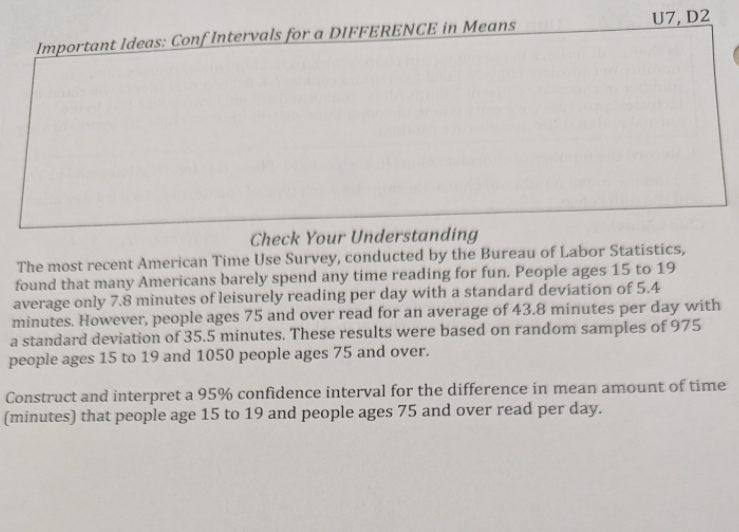 U7, D2
Important Ideas: Conf Intervals for a DIFFERENCE in Means
Check Your Understanding
The most recent American Time Use Survey, conducted by the Bureau of Labor Statistics,
found that many Americans barely spend any time reading for fun. People ages 15 to 19
average only 7.8 minutes of leisurely reading per day with a standard deviation of 5.4
minutes. However, people ages 75 and over read for an average of 43.8 minutes per day with
a standard deviation of 35.5 minutes. These results were based on random samples of 975
people ages 15 to 19 and 1050 people ages 75 and over.
Construct and interpret a 95% confidence interval for the difference in mean amount of time
(minutes) that people age 15 to 19 and people ages 75 and over read per day.